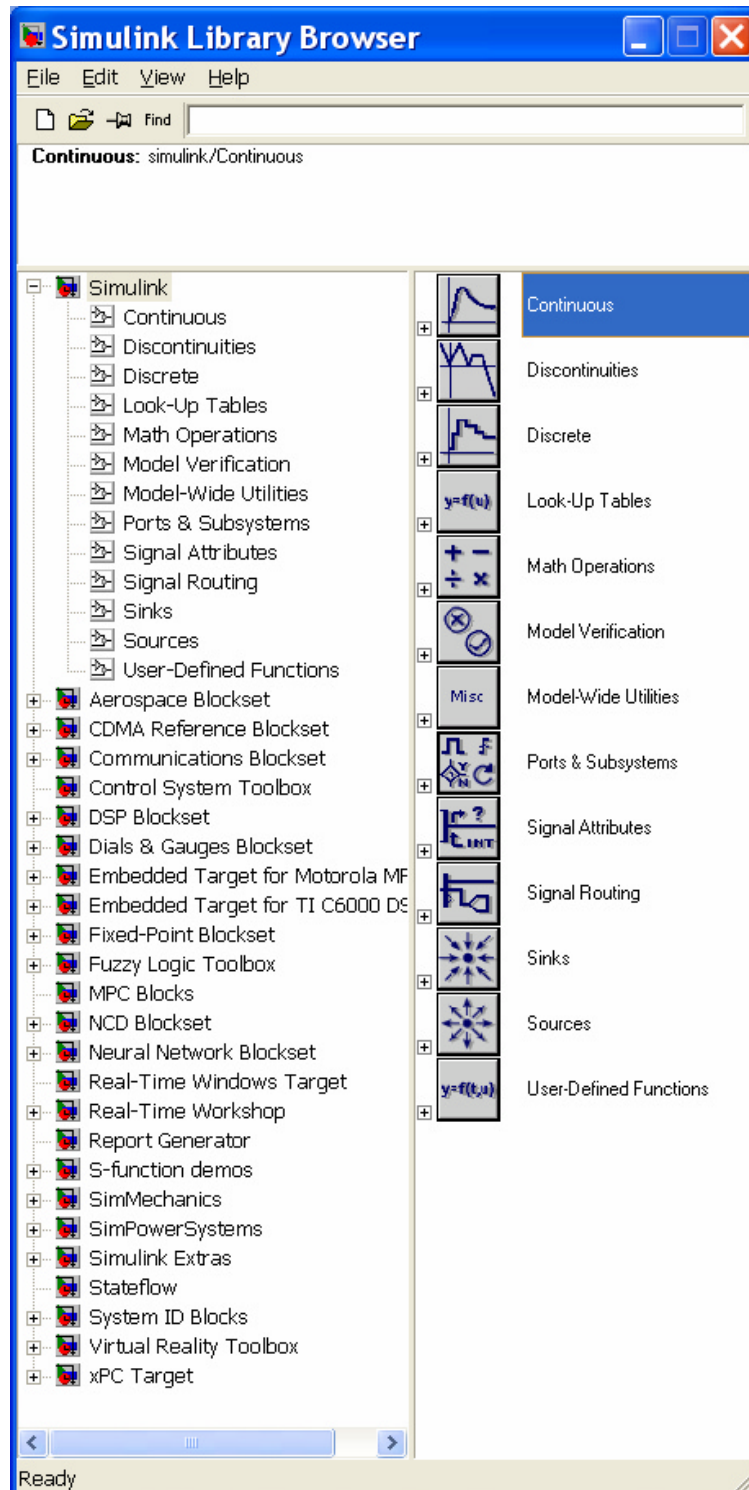 Simulink Library Browser
File Edit View Help
Find
Continuous: simulink/Continuous
Simulink
Continuous
Discontinuities
Discrete
Look-Up Tables
Math Operations
Model Verification
Model-Wide Utilities
Ports & Subsystems
Signal Attributes
Signal Routing
Sinks
Sources
User-Defined Functions
Aerospace Blockset
CDMA Reference Blockset
Communications Blockset
Control System Toolbox
DSP Blockset
Dials & Gauges Blockset
Embedded Target for Motorola MF
Embedded Target for TI C6000 DS
Fixed-Point Blockset
Fuzzy Logic Toolbox
MPC Blocks
NCD Blockset
Neural Network Blockset
Real-Time Windows Target
Real-Time Workshop
Report Generator
S-function demos
SimMechanics
SimPowerSystems
Simulink Extras
Stateflow
System ID Blocks
Virtual Reality Toolbox
xPC Target
Continuous
Discontinuities
Discrete
y=f(u) Look-Up Tables
+ − ÷ × Math Operations
Model Verification
Misc Model-Wide Utilities
Y N Ports & Subsystems
? INT Signal Attributes
Signal Routing
Sinks
Sources
y=f(t,u) User-Defined Functions
Ready